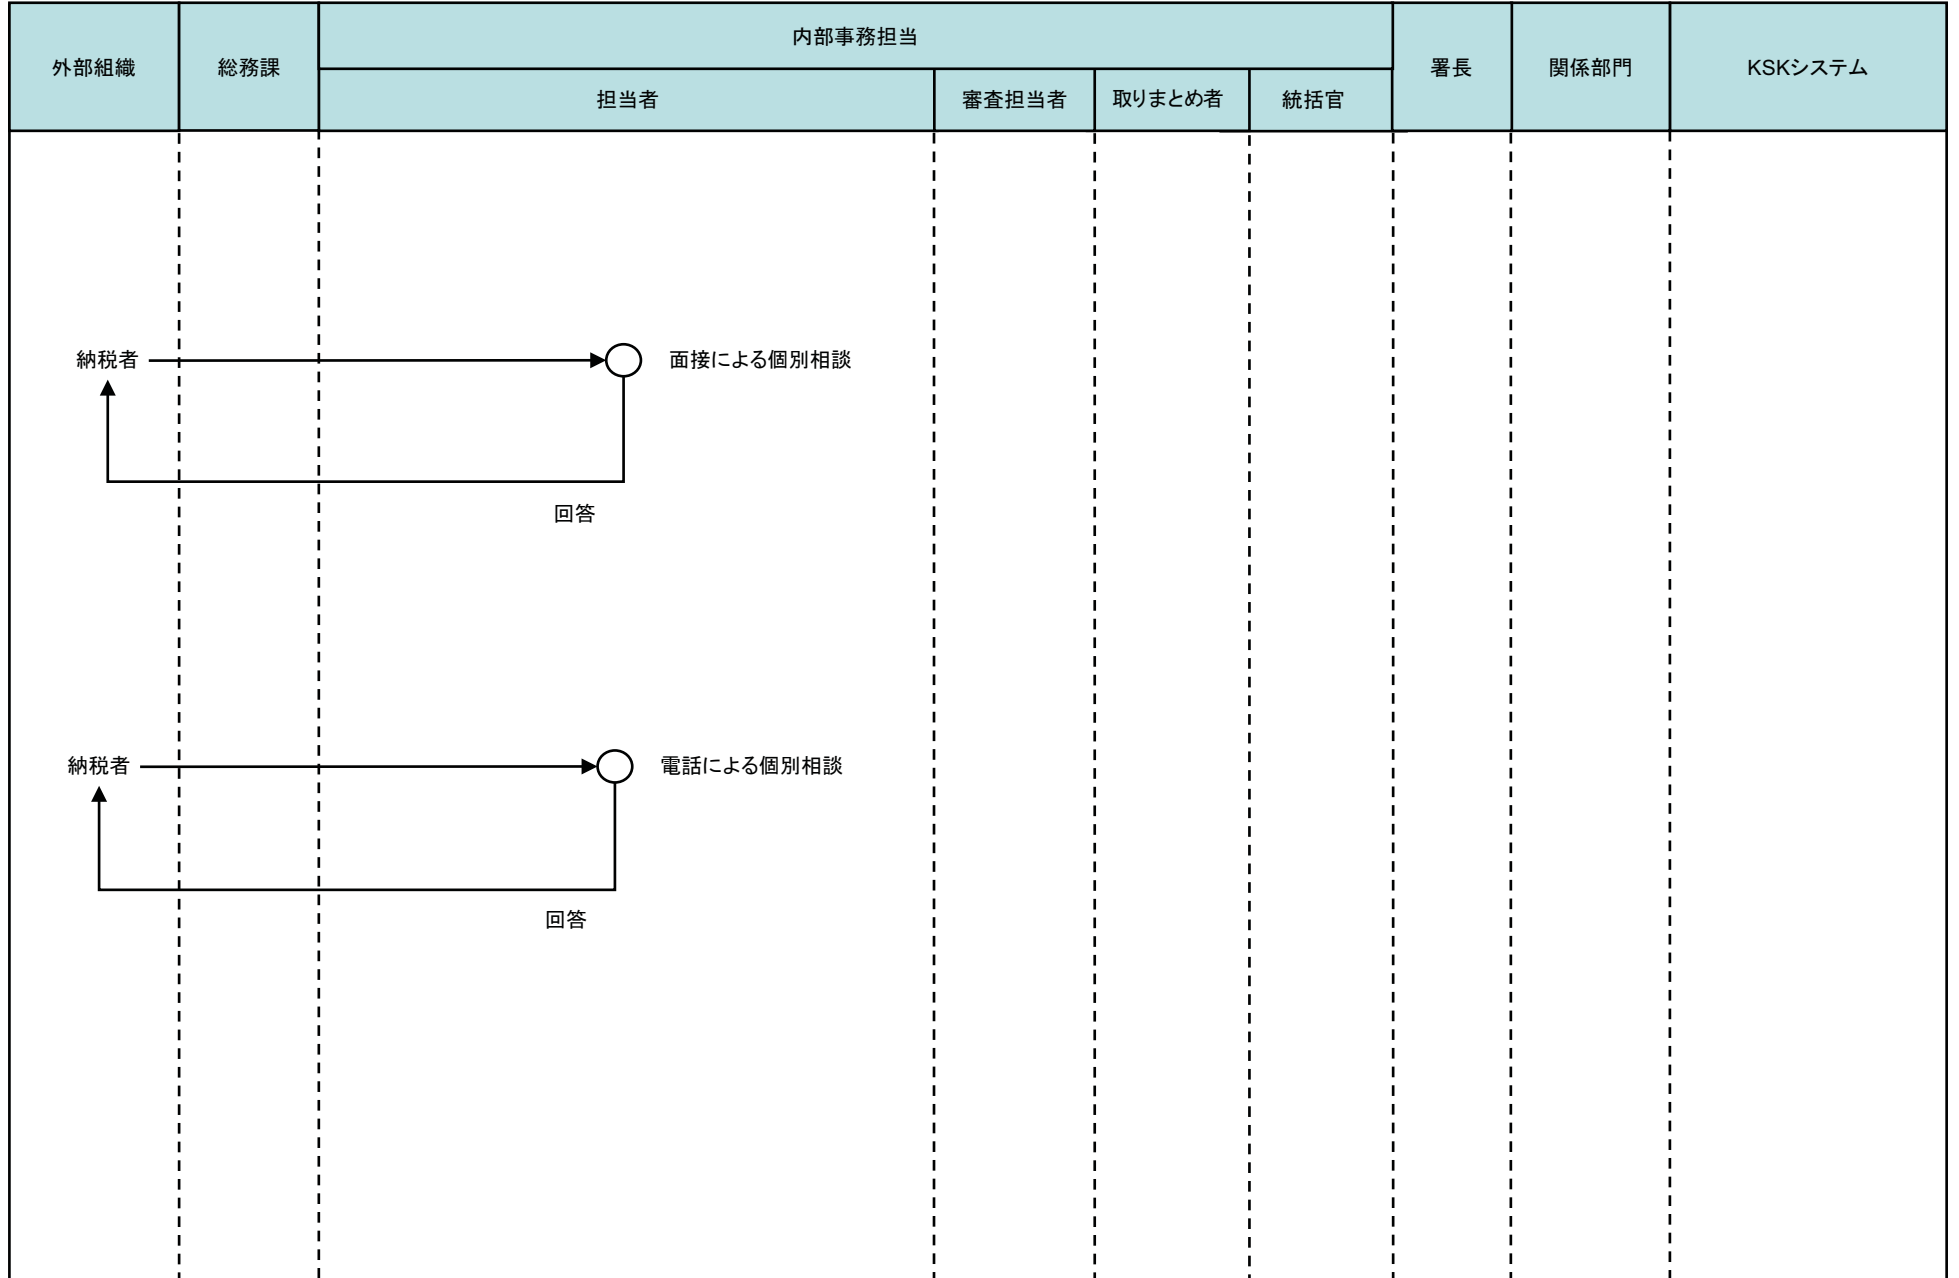 外部組織
総務課
内部事務担当
担当者
審査担当者
取りまとめ者
統括官
署長
関係部門
KSKシステム
納税者
面接による個別相談
回答
納税者
電話による個別相談
回答